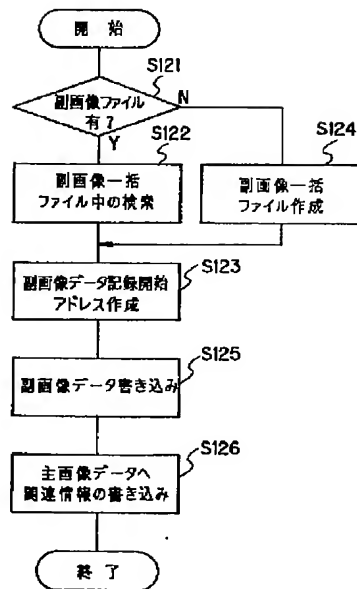 開始
S121
副画像ファイル
有?
N
Y
S122
副画像一括
ファイル中の検索
S124
副画像一括
ファイル作成
S123
副画像データ記録開始
アドレス作成
S125
副画像データ書き込み
S126
主画像データへ
関連情報の書き込み
終了